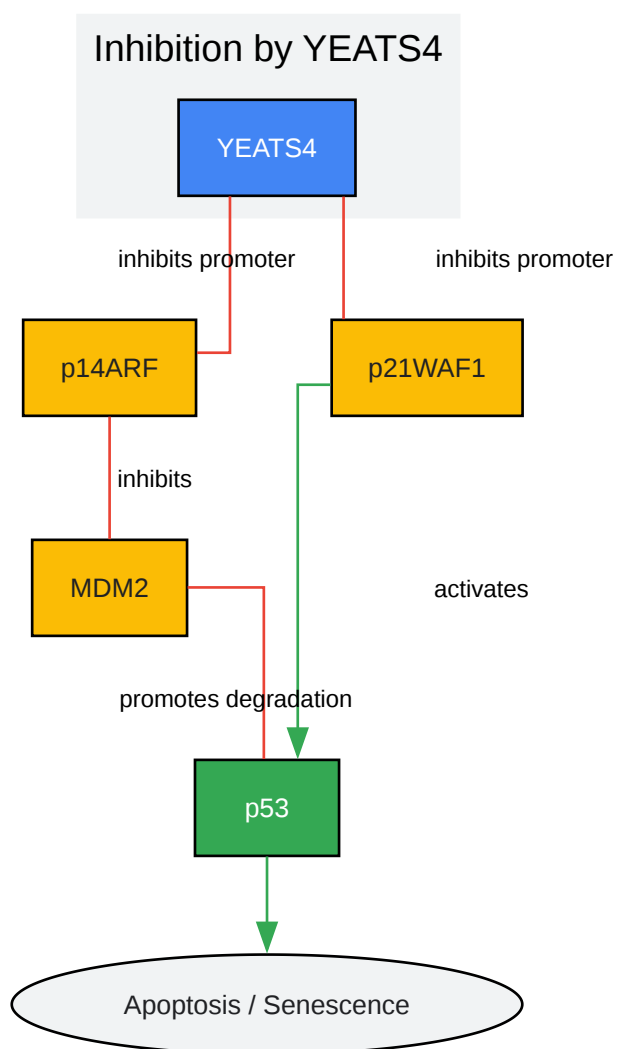 Inhibition by YEATS4
YEATS4
inhibits promoter
inhibits promoter
p14ARF
p21WAF1
inhibits
MDM2
activates
promotes degradation
p53
Apoptosis / Senescence